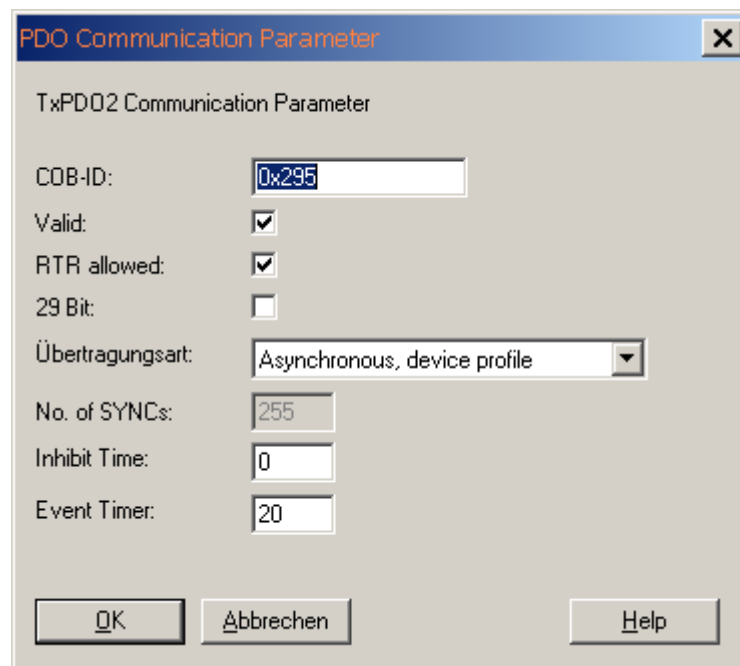 PDO Communication Parameter
TxPDO2 Communication Parameter
COB-ID: 0x295
Valid:
RTR allowed:
29 Bit:
Übertragungsart: Asynchronous, device profile
No. of SYNCs: 255
Inhibit Time: 0
Event Timer: 20
OK Abbrechen Help